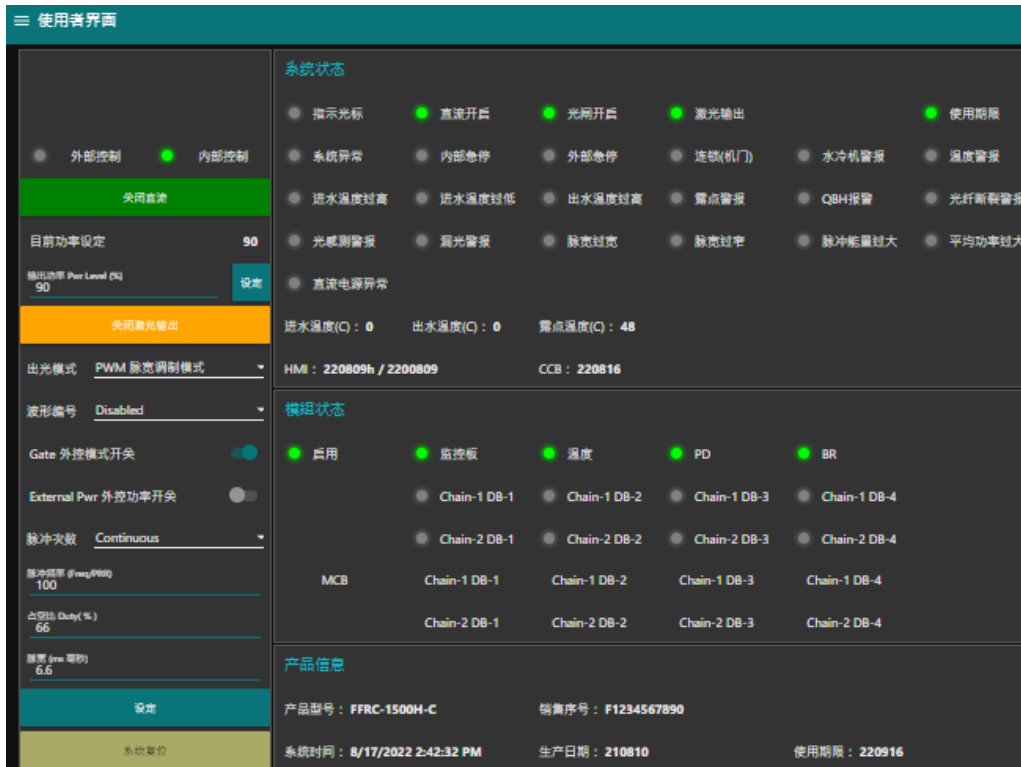 使用者界面
外部控制 内部控制
关闭直流
目前功率设定 90
输出功率 Pwr Level (%)
90
设定
关闭激光输出
出光模式 PWM 脉宽调制模式
波形编号 Disabled
Gate 外控模式开关
External Pwr 外控功率开关
脉冲次数 Continuous
脉冲频率 (Freq/PRR)
100
占空比 Duty( % )
66
脉宽 (ms 毫秒)
6.6
设定
系统复位
系统状态
指示光标 直流开启 光闸开启 激光输出 使用期限
系统异常 内部急停 外部急停 连锁(机门) 水冷机警报 温度警报
进水温度过高 进水温度过低 出水温度过高 露点警报 QBH报警 光纤断裂警报
光感测警报 漏光警报 脉宽过宽 脉宽过窄 脉冲能量过大 平均功率过大
直流电源异常
进水温度(C)： 0 出水温度(C)： 0 露点温度(C)： 48
HMI： 220809h / 2200809 CCB： 220816
模组状态
启用 监控板 温度 PD BR
Chain-1 DB-1 Chain-1 DB-2 Chain-1 DB-3 Chain-1 DB-4
Chain-2 DB-1 Chain-2 DB-2 Chain-2 DB-3 Chain-2 DB-4
MCB Chain-1 DB-1 Chain-1 DB-2 Chain-1 DB-3 Chain-1 DB-4
Chain-2 DB-1 Chain-2 DB-2 Chain-2 DB-3 Chain-2 DB-4
产品信息
产品型号： FFRC-1500H-C 销售序号： F1234567890
系统时间： 8/17/2022 2:42:32 PM 生产日期： 210810 使用期限： 220916